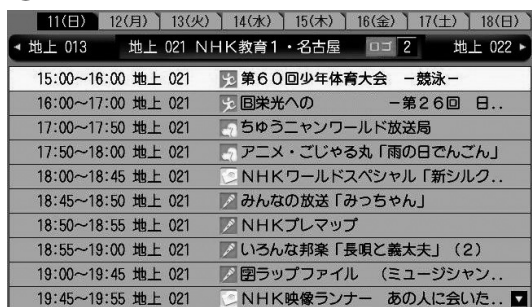 11(日) 12(月) 13(火) 14(水) 15(木) 16(金) 17(土) 18(日)
地上 013 地上 021 NHK教育1・名古屋 ロゴ 2 地上 022
15:00～16:00 地上 021 第60回少年体育大会 －競泳－
16:00～17:00 地上 021 回栄光への －第26回 日..
17:00～17:50 地上 021 ちゅうニャンワールド放送局
17:50～18:00 地上 021 アニメ・ごじゃる丸「雨の日でんごん」
18:00～18:45 地上 021 NHKワールドスペシャル「新シルク..
18:45～18:50 地上 021 みんなの放送「みっちゃん」
18:50～18:55 地上 021 NHKプレマップ
18:55～19:00 地上 021 いろんな邦楽「長唄と義太夫」(2)
19:00～19:45 地上 021 ラップファイル (ミュージシャン..
19:45～19:55 地上 021 NHK映像ランナー あの人に会いた..